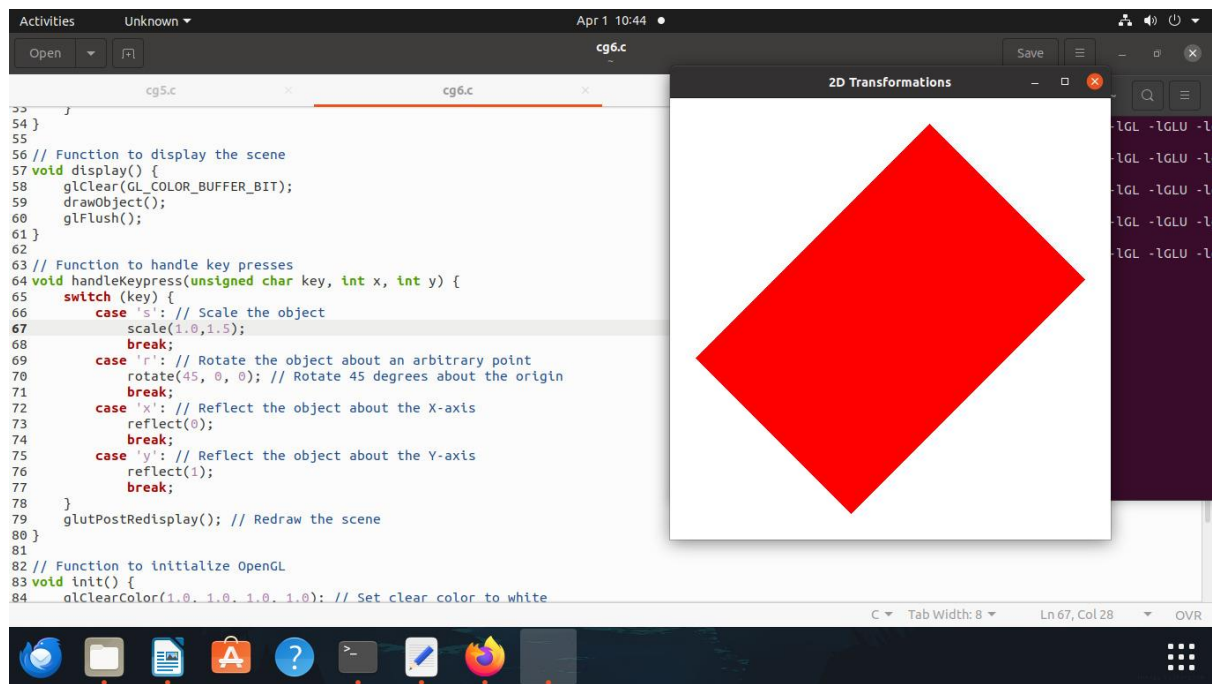 Activities Unknown Apr 1 10:44
Open cg6.c Save
~
cg5.c cg6.c
53 }
54 }
55
56 // Function to display the scene
57 void display() {
58 glClear(GL_COLOR_BUFFER_BIT);
59 drawObject();
60 glFlush();
61 }
62
63 // Function to handle key presses
64 void handleKeypress(unsigned char key, int x, int y) {
65 switch (key) {
66 case 's': // Scale the object
67 scale(1.0,1.5);
68 break;
69 case 'r': // Rotate the object about an arbitrary point
70 rotate(45, 0, 0); // Rotate 45 degrees about the origin
71 break;
72 case 'x': // Reflect the object about the X-axis
73 reflect(0);
74 break;
75 case 'y': // Reflect the object about the Y-axis
76 reflect(1);
77 break;
78 }
79 glutPostRedisplay(); // Redraw the scene
80 }
81
82 // Function to initialize OpenGL
83 void init() {
84 glClearColor(1.0, 1.0, 1.0, 1.0); // Set clear color to white
2D Transformations
-lGL -lGLU -l
-lGL -lGLU -l
-lGL -lGLU -l
-lGL -lGLU -l
-lGL -lGLU -l
C Tab Width: 8 Ln 67, Col 28 OVR